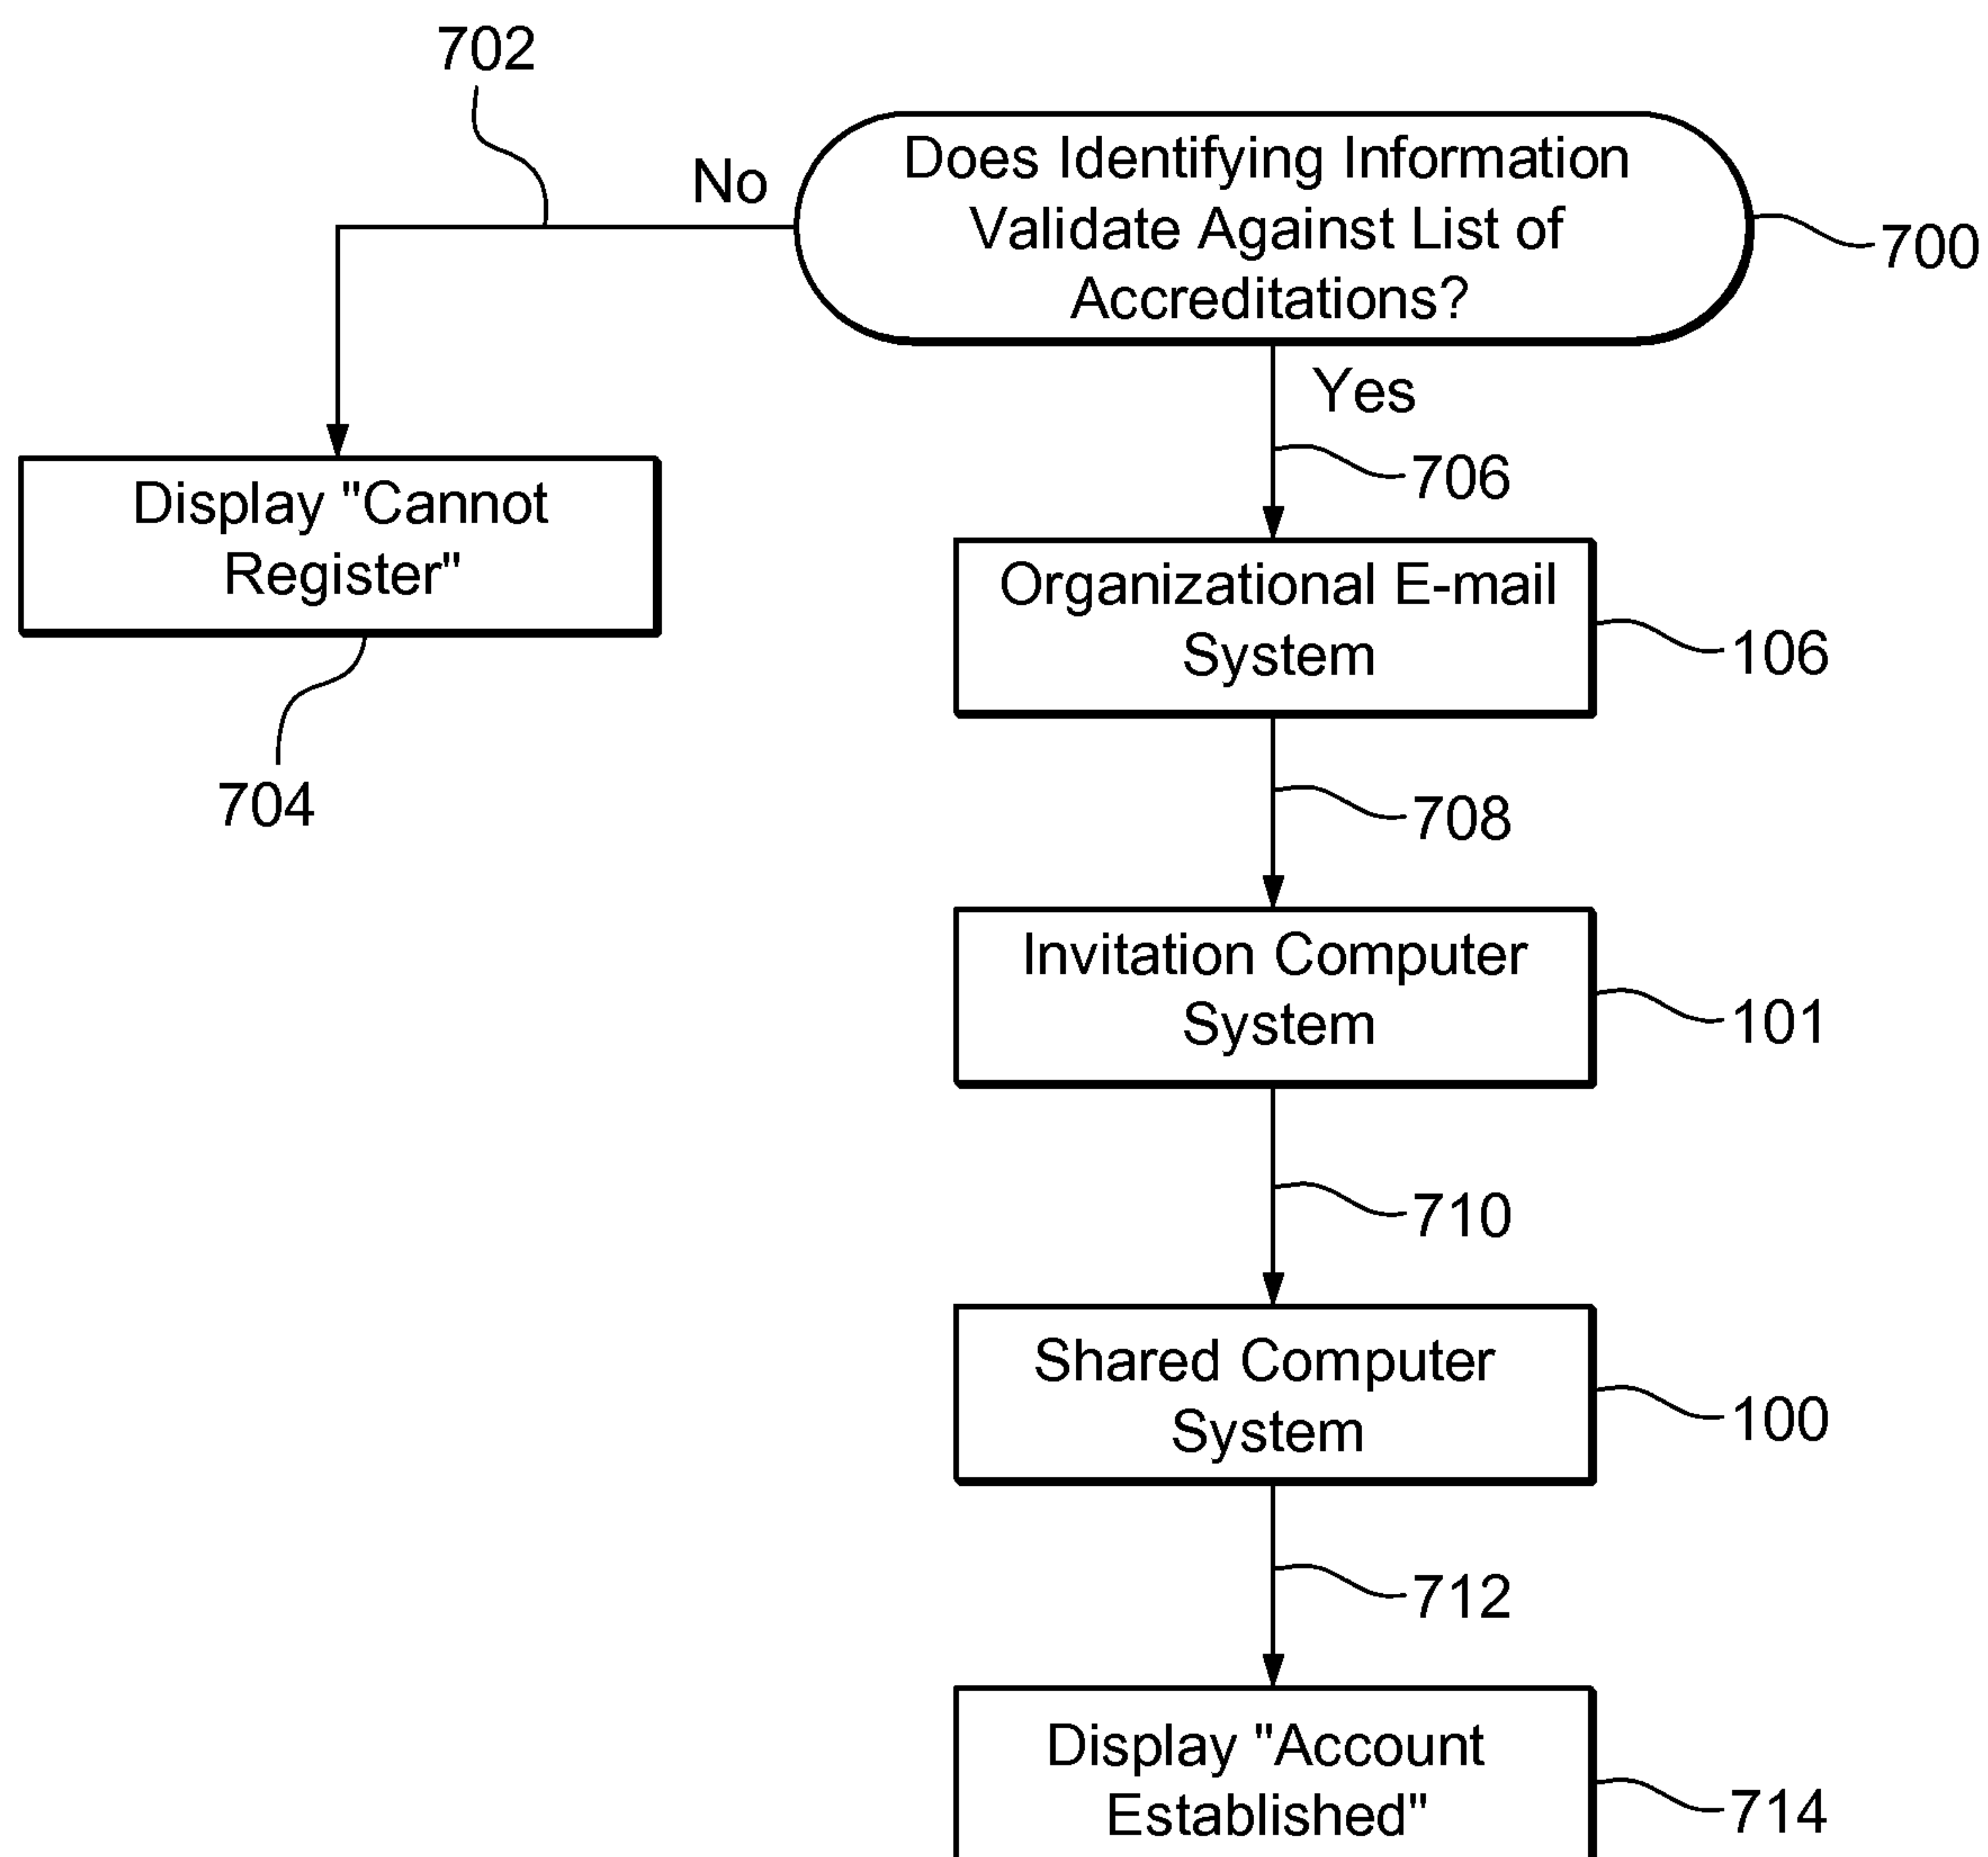 702
No
Does Identifying Information
Validate Against List of
Accreditations?
700
Yes
706
Display "Cannot
Register"
704
Organizational E-mail
System
106
708
Invitation Computer
System
101
710
Shared Computer
System
100
712
Display "Account
Established"
714